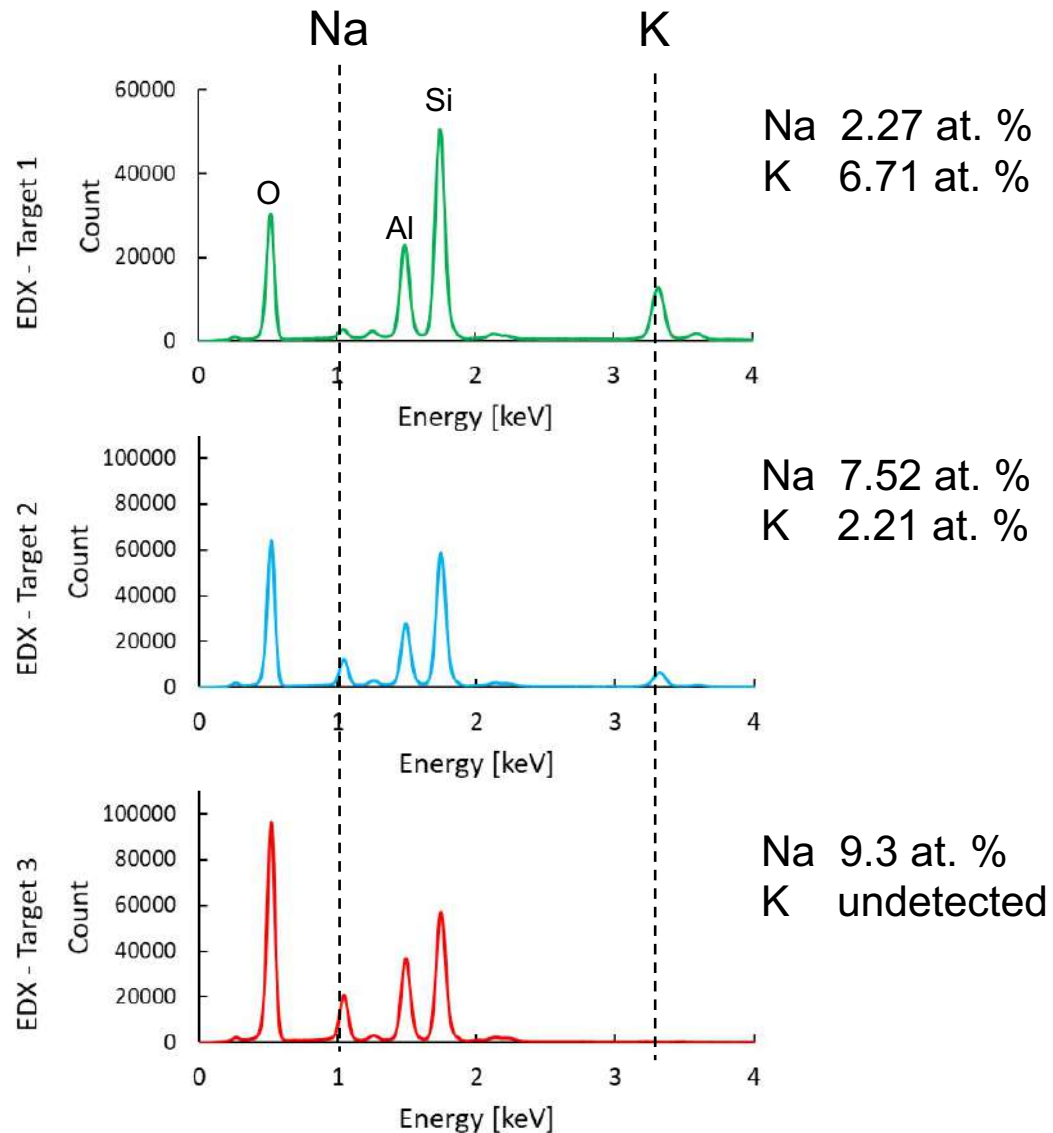 Na
K
EDX - Target 1
Count
60000
40000
20000
0
O
Al
Si
0 1 2 3 4
Energy [keV]
Na 2.27 at. %
K 6.71 at. %
EDX - Target 2
Count
100000
80000
60000
40000
20000
0
0 1 2 3 4
Energy [keV]
Na 7.52 at. %
K 2.21 at. %
EDX - Target 3
Count
100000
80000
60000
40000
20000
0
0 1 2 3 4
Energy [keV]
Na 9.3 at. %
K undetected